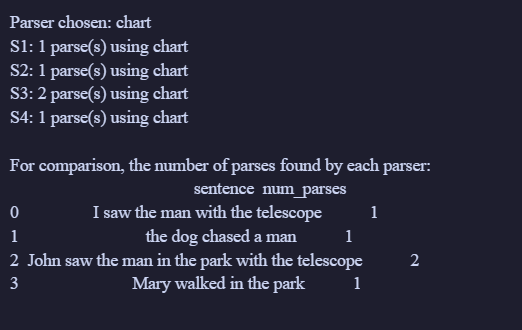 Parser chosen: chart
S1: 1 parse(s) using chart
S2: 1 parse(s) using chart
S3: 2 parse(s) using chart
S4: 1 parse(s) using chart
For comparison, the number of parses found by each parser:
sentence num_parses
0 I saw the man with the telescope 1
1 the dog chased a man 1
2 John saw the man in the park with the telescope 2
3 Mary walked in the park 1